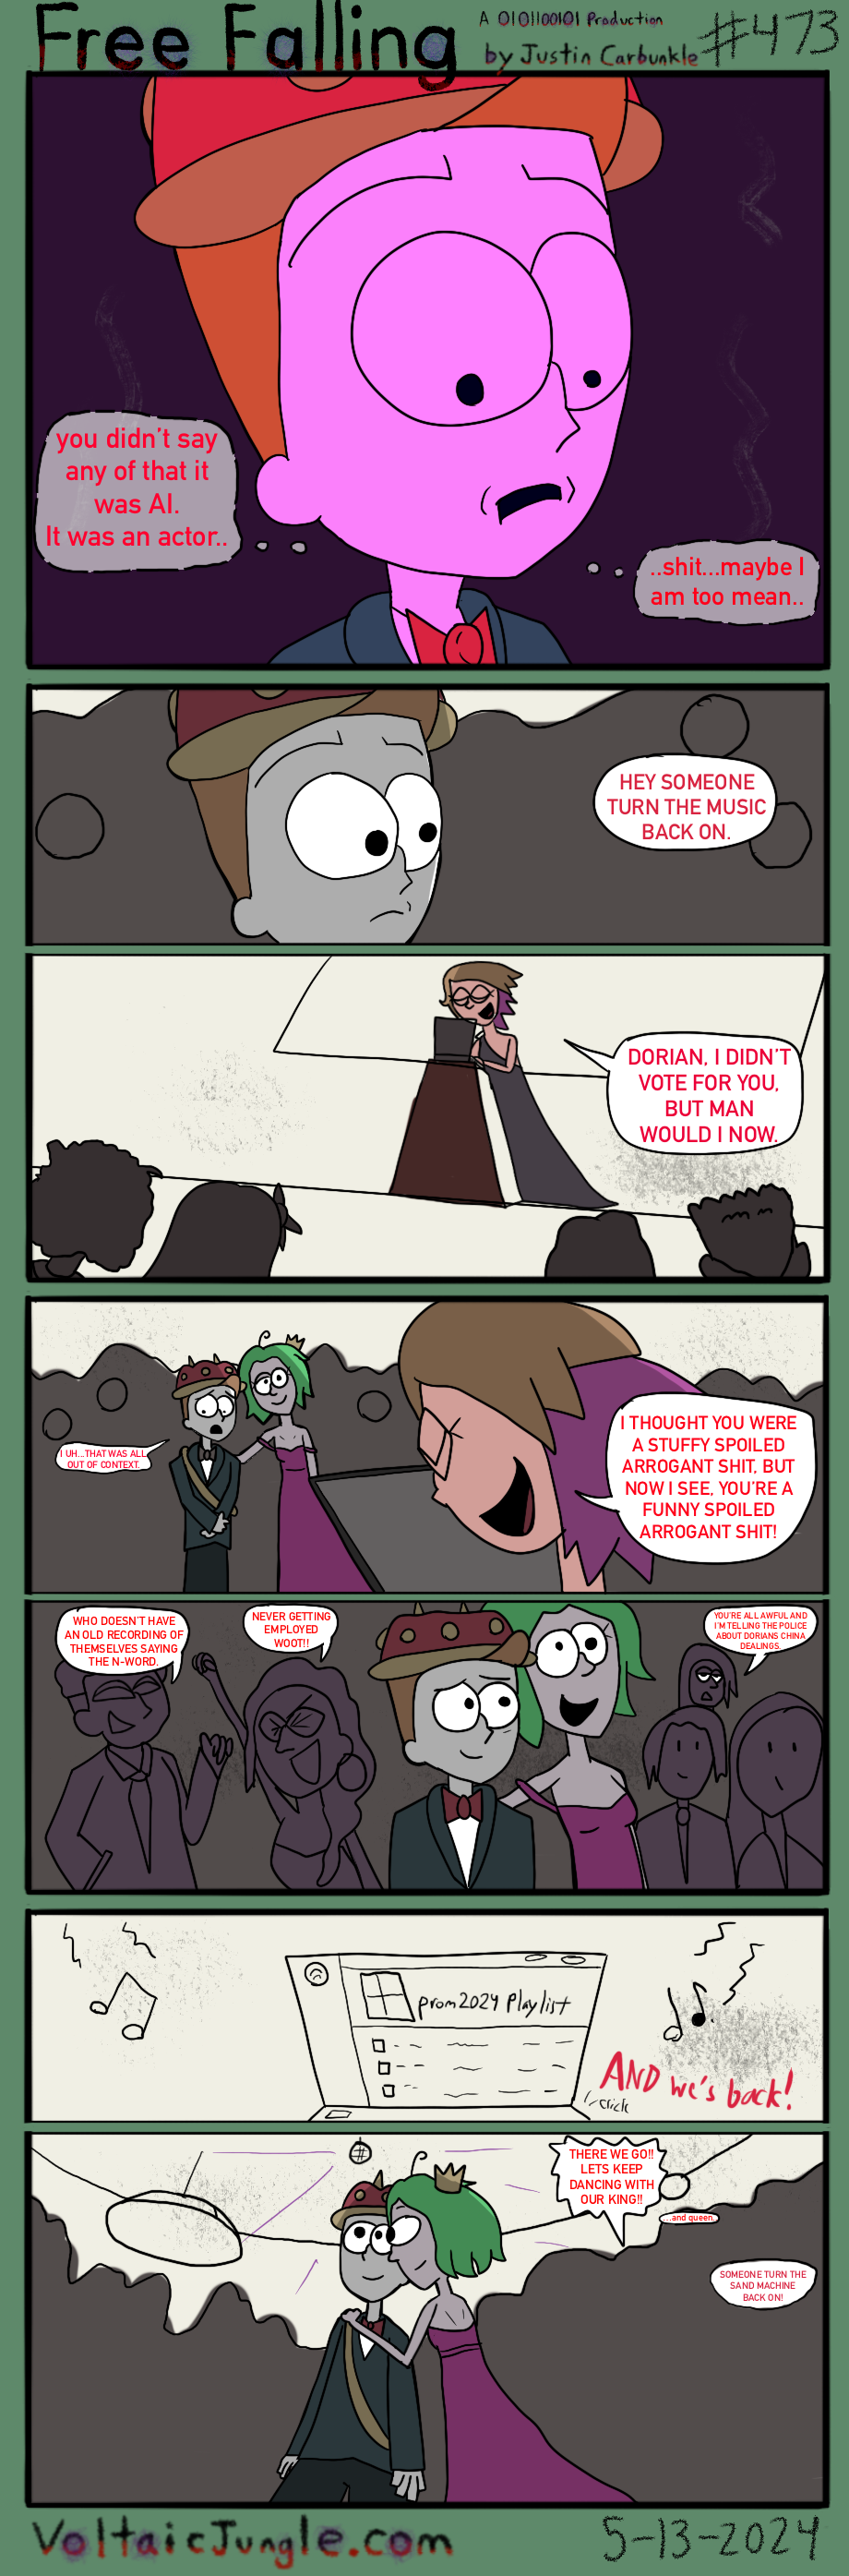 Free Falling
A 0101100101 Production
by Justin Carbunkle
#473
you didn't say
any of that it
was AI.
It was an actor..
..shit...maybe I
am too mean..
HEY SOMEONE
TURN THE MUSIC
BACK ON.
DORIAN, I DIDN'T
VOTE FOR YOU,
BUT MAN
WOULD I NOW.
I UH...THAT WAS ALL
OUT OF CONTEXT.
I THOUGHT YOU WERE
A STUFFY SPOILED
ARROGANT SHIT, BUT
NOW I SEE, YOU'RE A
FUNNY SPOILED
ARROGANT SHIT!
WHO DOESN'T HAVE
AN OLD RECORDING OF
THEMSELVES SAYING
THE N-WORD.
NEVER GETTING
EMPLOYED
WOOT!!
YOU'RE ALL AWFUL AND
I'M TELLING THE POLICE
ABOUT DORIANS CHINA
DEALINGS.
prom2024 Playlist
AND we's back!
click
THERE WE GO!!
LETS KEEP
DANCING WITH
OUR KING!!
...and queen.
SOMEONE TURN THE
SAND MACHINE
BACK ON!
VoltaicJungle.com
5-13-2024